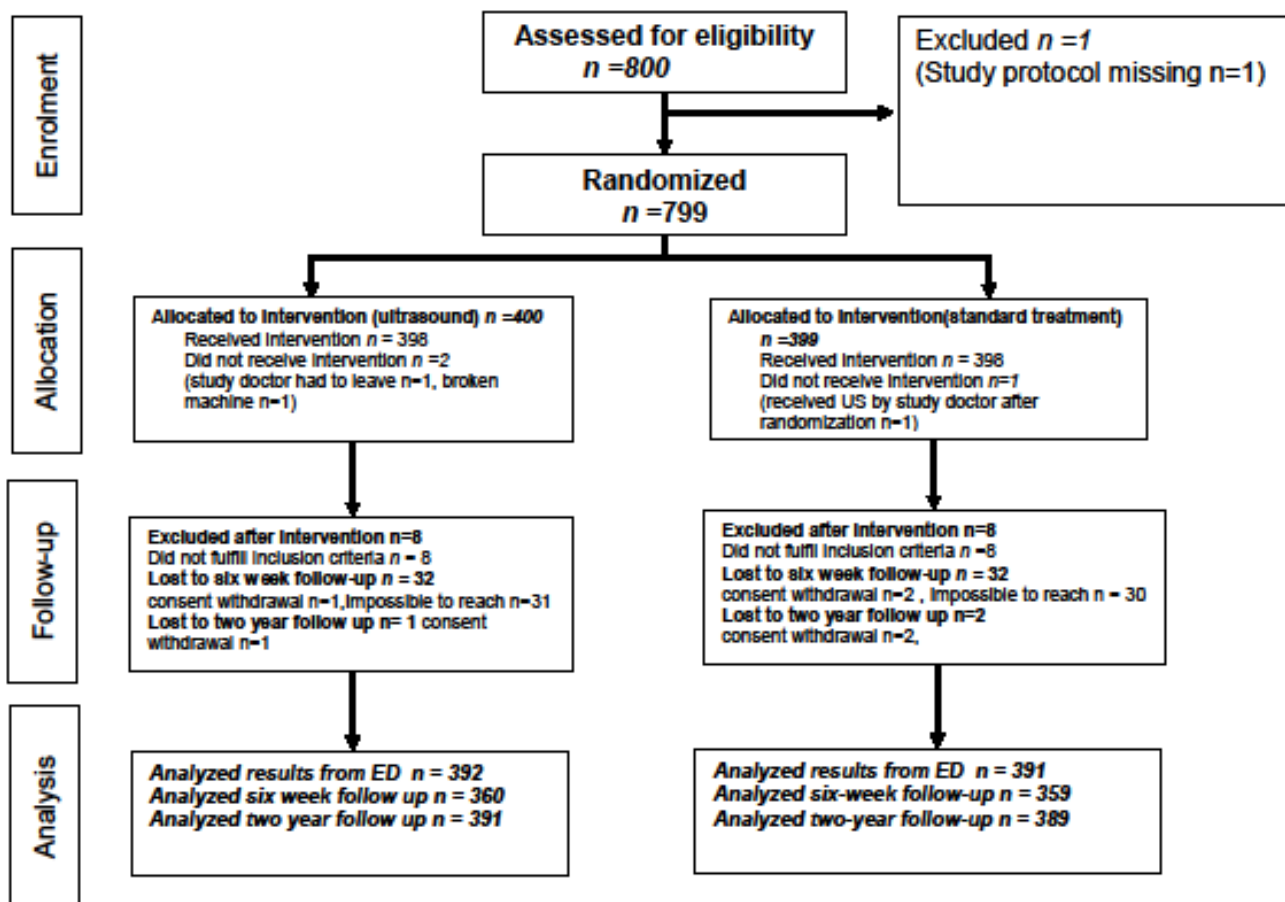 Enrolment
Assessed for eligibility
n =800
Excluded n =1
(Study protocol missing n=1)
Randomized
n =799
Allocation
Allocated to Intervention (ultrasound) n =400
Received Intervention n = 398
Did not receive Intervention n =2
(study doctor had to leave n=1, broken
machine n=1)
Allocated to Intervention(standard treatment)
n =399
Received Intervention n = 398
Did not receive Intervention n=1
(received US by study doctor after
randomization n=1)
Follow-up
Excluded after Intervention n=8
Did not fulfill Inclusion criteria n = 8
Lost to six week follow-up n = 32
consent withdrawal n=1,Impossible to reach n=31
Lost to two year follow up n= 1 consent
withdrawal n=1
Excluded after Intervention n=8
Did not fulfil Inclusion criteria n =8
Lost to six week follow-up n = 32
consent withdrawal n=2 , Impossible to reach n = 30
Lost to two year follow up n=2
consent withdrawal n=2,
Analysis
Analyzed results from ED n = 392
Analyzed six week follow up n = 360
Analyzed two year follow up n = 391
Analyzed results from ED n = 391
Analyzed six-week follow-up n = 359
Analyzed two-year follow-up n = 389